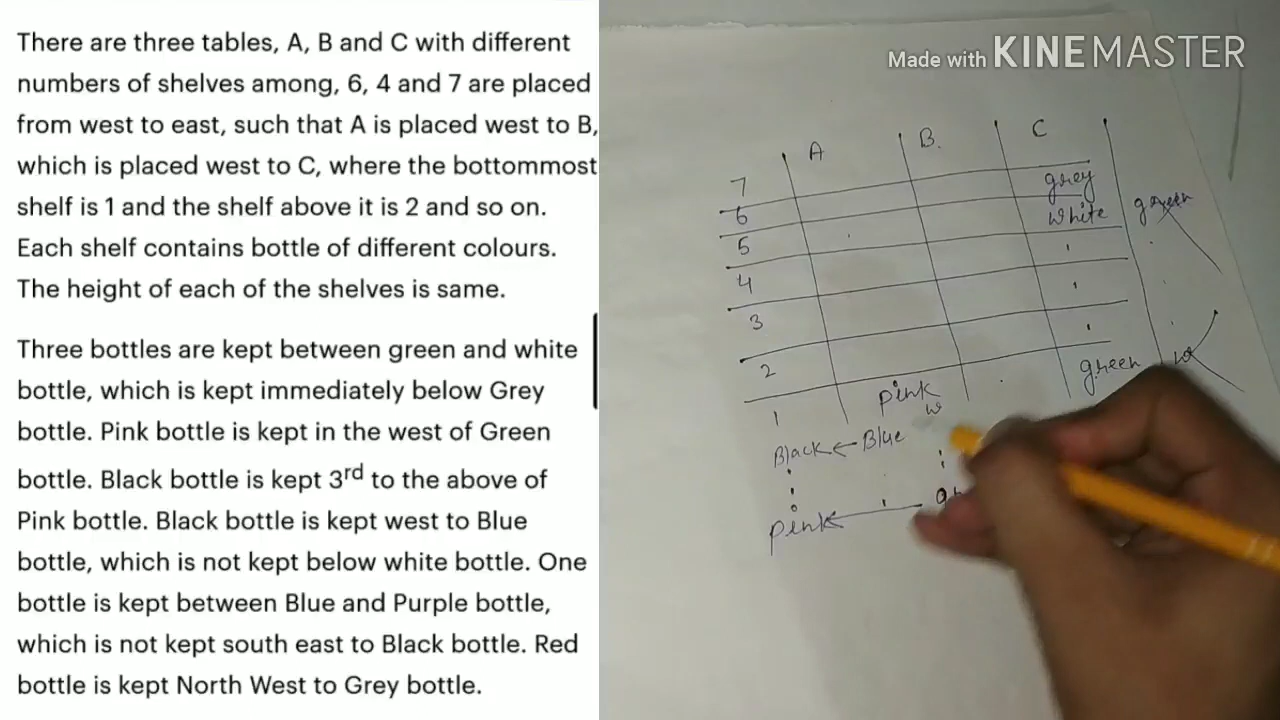 There are three tables, A, B and C with different
numbers of shelves among, 6, 4 and 7 are placed
from west to east, such that A is placed west to B,
which is placed west to C, where the bottommost
shelf is 1 and the shelf above it is 2 and so on.
Each shelf contains bottle of different colours.
The height of each of the shelves is same.
Three bottles are kept between green and white
bottle, which is kept immediately below Grey
bottle. Pink bottle is kept in the west of Green
bottle. Black bottle is kept 3rd to the above of
Pink bottle. Black bottle is kept west to Blue
bottle, which is not kept below white bottle. One
bottle is kept between Blue and Purple bottle,
which is not kept south east to Black bottle. Red
bottle is kept North West to Grey bottle.
Made with KINEMASTER
A B. C
7 grey
6 white green
5
4
3
2 green w
1 Pink
w
Black ← Blue
Pink